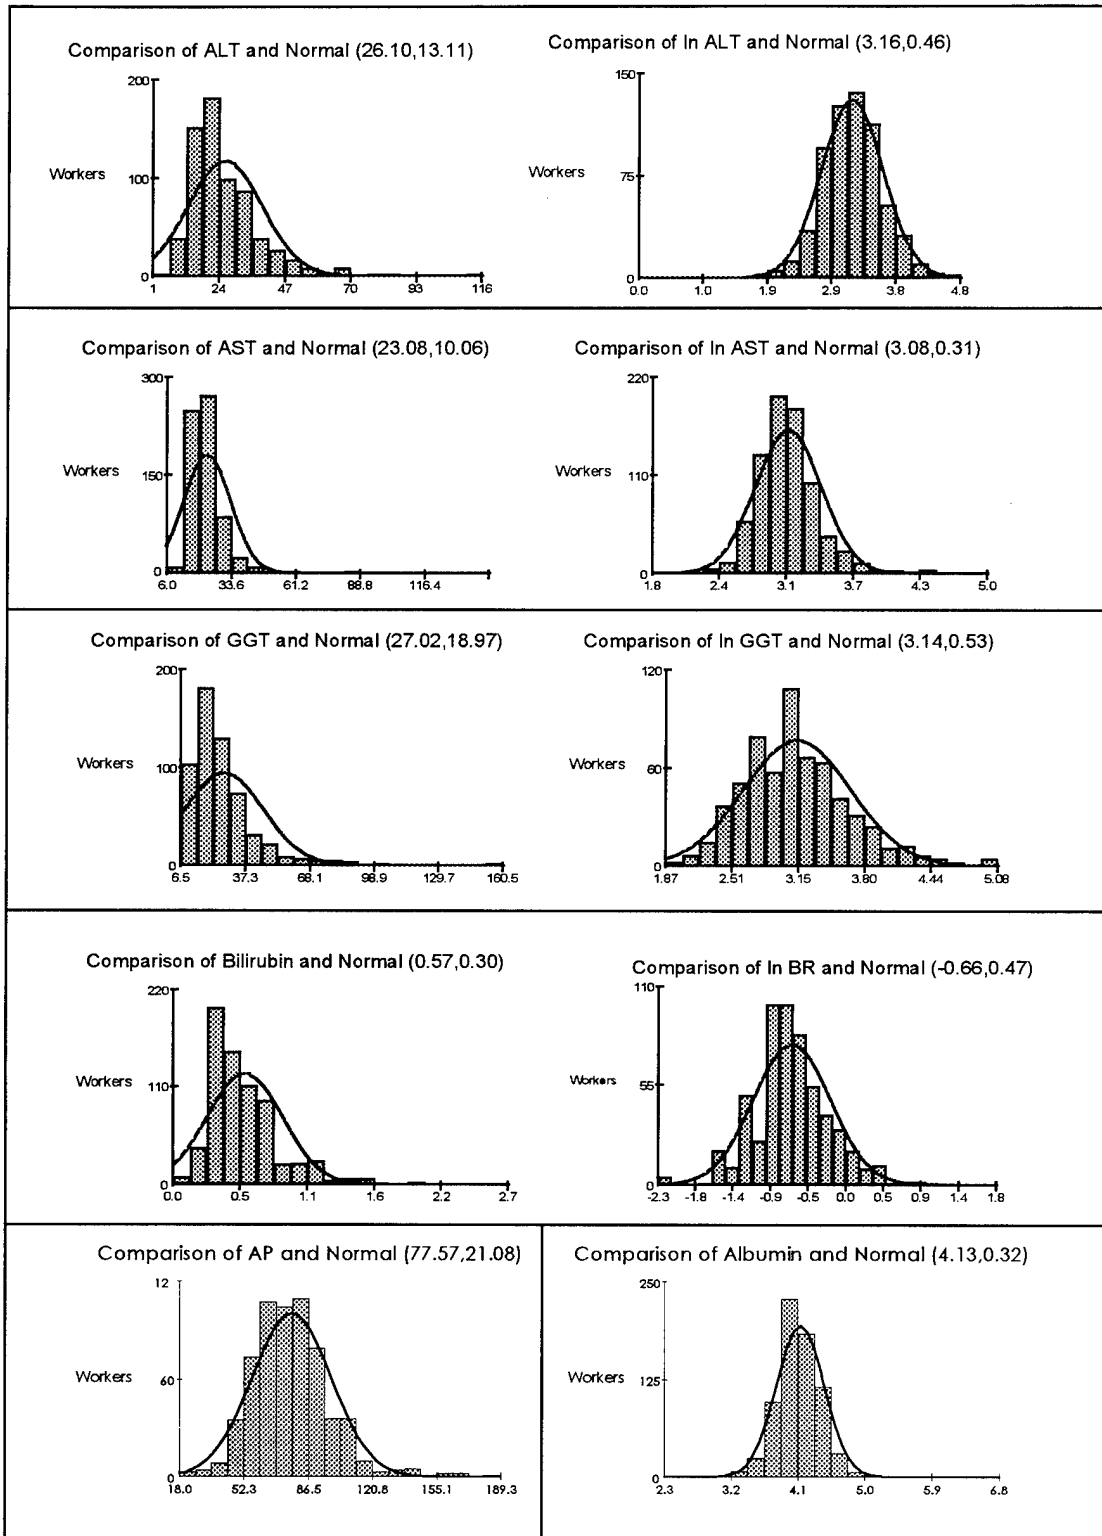 Comparison of ALT and Normal (26.10,13.11)
200
Workers
100
0
1 24 47 70 93 116
Comparison of ln ALT and Normal (3.16,0.46)
150
Workers
75
0
0.0 1.0 1.9 2.9 3.8 4.8
Comparison of AST and Normal (23.08,10.06)
300
Workers
150
0
6.0 33.6 61.2 88.8 116.4
Comparison of ln AST and Normal (3.08,0.31)
220
Workers
110
0
1.8 2.4 3.1 3.7 4.3 5.0
Comparison of GGT and Normal (27.02,18.97)
200
Workers
100
0
6.5 37.3 68.1 98.9 129.7 160.5
Comparison of ln GGT and Normal (3.14,0.53)
120
Workers
60
0
1.87 2.51 3.15 3.80 4.44 5.08
Comparison of Bilirubin and Normal (0.57,0.30)
220
Workers
110
0
0.0 0.5 1.1 1.6 2.2 2.7
Comparison of ln BR and Normal (-0.66,0.47)
110
Workers
55
0
-2.3 -1.8 -1.4 -0.9 -0.5 0.0 0.5 0.9 1.4 1.8
Comparison of AP and Normal (77.57,21.08)
12
Workers
60
0
18.0 52.3 86.5 120.8 155.1 189.3
Comparison of Albumin and Normal (4.13,0.32)
250
Workers
125
0
2.3 3.2 4.1 5.0 5.9 6.8